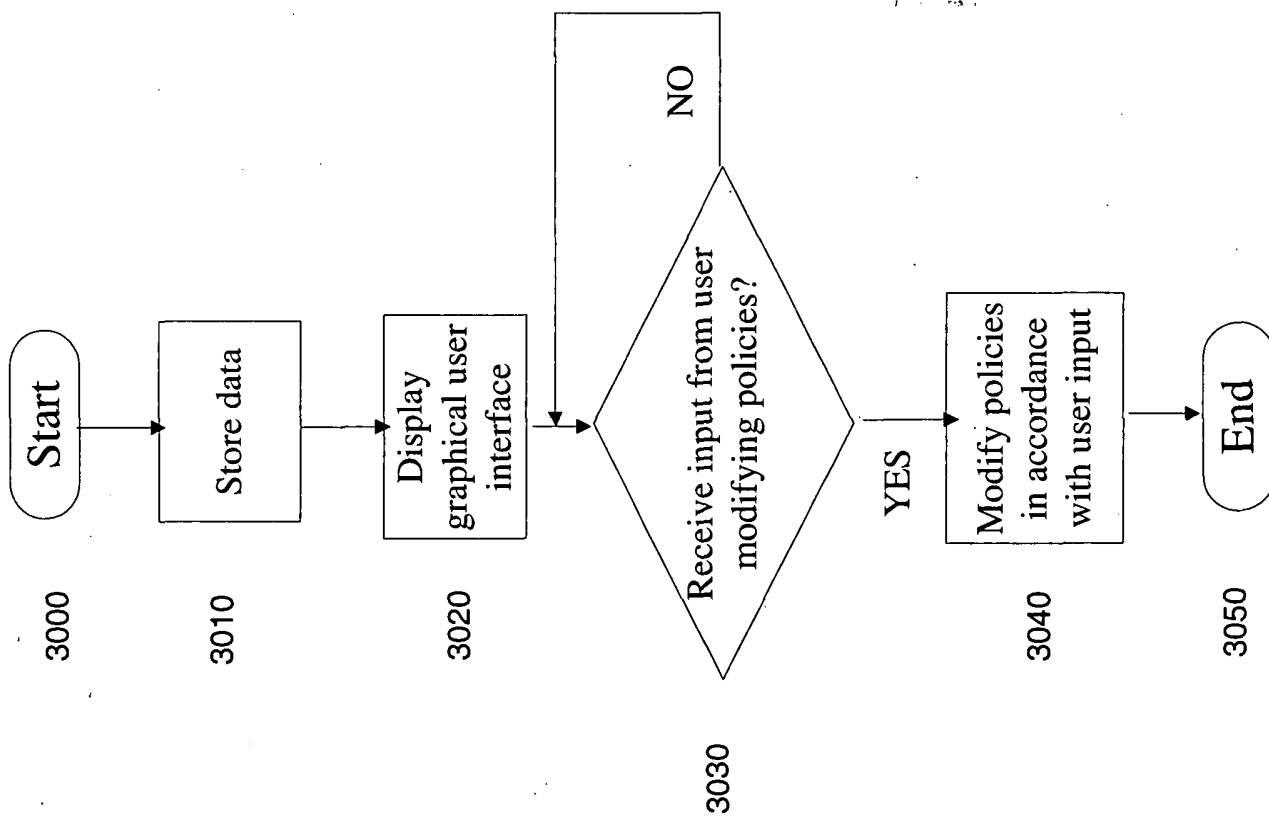 3000
Start
3010
Store data
3020
Display
graphical user
interface
3030
Receive input from user
modifying policies?
NO
YES
3040
Modify policies
in accordance
with user input
3050
End